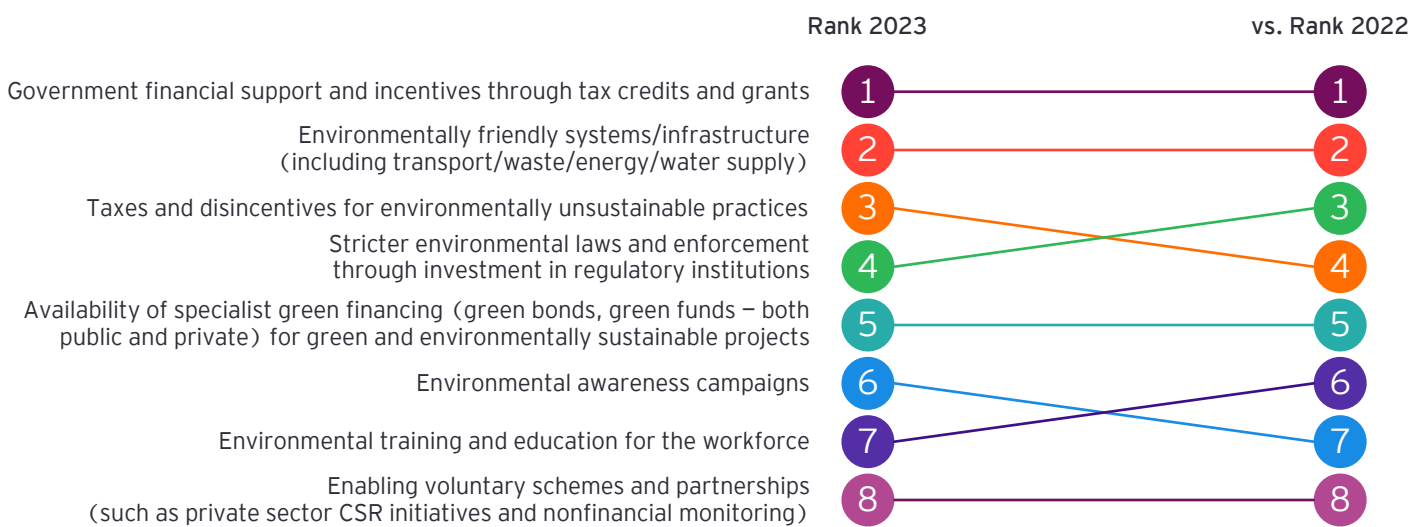 Rank 2023 vs. Rank 2022
Government financial support and incentives through tax credits and grants 1 1
Environmentally friendly systems/infrastructure
(including transport/waste/energy/water supply) 2 2
Taxes and disincentives for environmentally unsustainable practices 3 3
Stricter environmental laws and enforcement
through investment in regulatory institutions 4 4
Availability of specialist green financing (green bonds, green funds – both
public and private) for green and environmentally sustainable projects 5 5
Environmental awareness campaigns 6 6
Environmental training and education for the workforce 7 7
Enabling voluntary schemes and partnerships
(such as private sector CSR initiatives and nonfinancial monitoring) 8 8